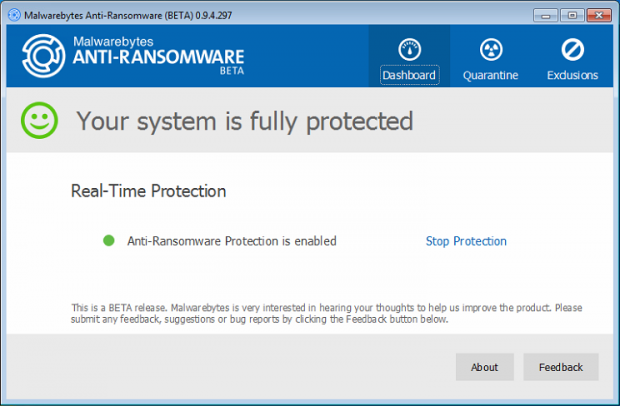 Malwarebytes Anti-Ransomware (BETA) 0.9.4.297
Malwarebytes
ANTI-RANSOMWARE
BETA
Dashboard
Quarantine
Exclusions
Your system is fully protected
Real-Time Protection
Anti-Ransomware Protection is enabled
Stop Protection
This is a BETA release. Malwarebytes is very interested in hearing your thoughts to help us improve the product. Please
submit any feedback, suggestions or bug reports by clicking the Feedback button below.
About
Feedback